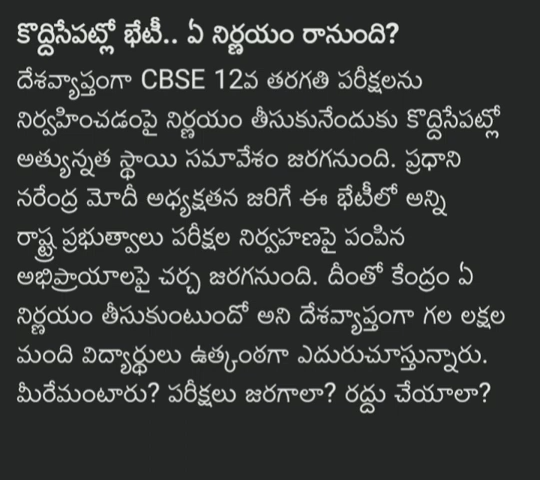 కొద్దిసేపట్లో భేటీ.. ఏ నిర్ణయం రానుంది?
దేశవ్యాప్తంగా CBSE 12వ తరగతి పరీక్షలను
నిర్వహించడంపై నిర్ణయం తీసుకునేందుకు కొద్దిసేపట్లో
అత్యున్నత స్థాయి సమావేశం జరగనుంది. ప్రధాని
నరేంద్ర మోదీ అధ్యక్షతన జరిగే ఈ భేటీలో అన్ని
రాష్ట్ర ప్రభుత్వాలు పరీక్షల నిర్వహణపై పంపిన
అభిప్రాయాలపై చర్చ జరగనుంది. దీంతో కేంద్రం ఏ
నిర్ణయం తీసుకుంటుందో అని దేశవ్యాప్తంగా గల లక్షల
మంది విద్యార్థులు ఉత్కంఠగా ఎదురుచూస్తున్నారు.
మీరేమంటారు? పరీక్షలు జరగాలా? రద్దు చేయాలా?